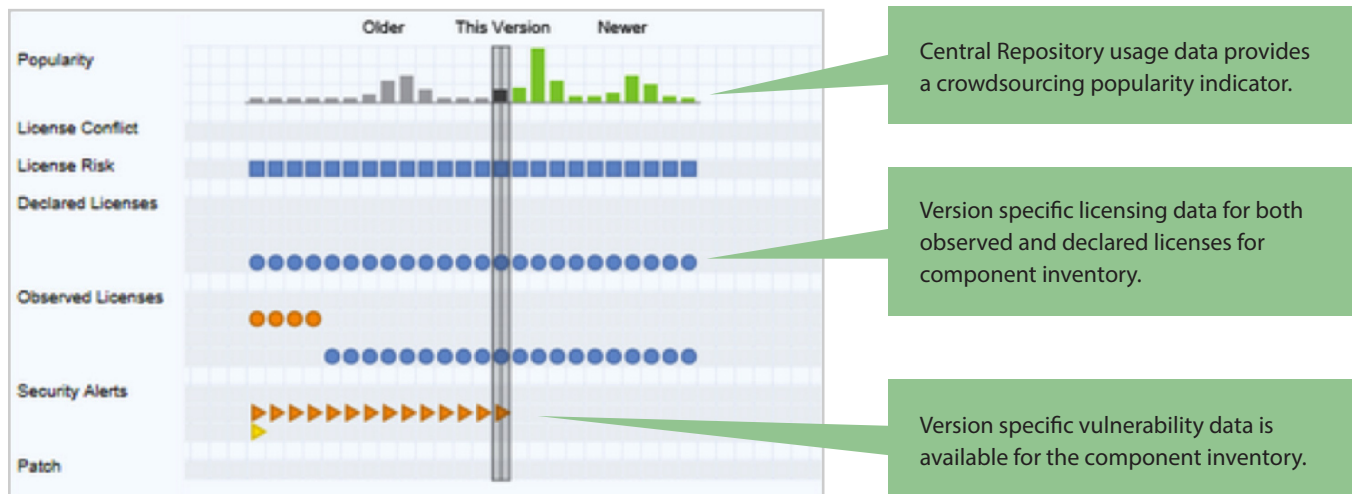 Older This Version Newer
Popularity
License Conflict
License Risk
Declared Licenses
Observed Licenses
Security Alerts
Patch
Central Repository usage data provides
a crowdsourcing popularity indicator.
Version specific licensing data for both
observed and declared licenses for
component inventory.
Version specific vulnerability data is
available for the component inventory.